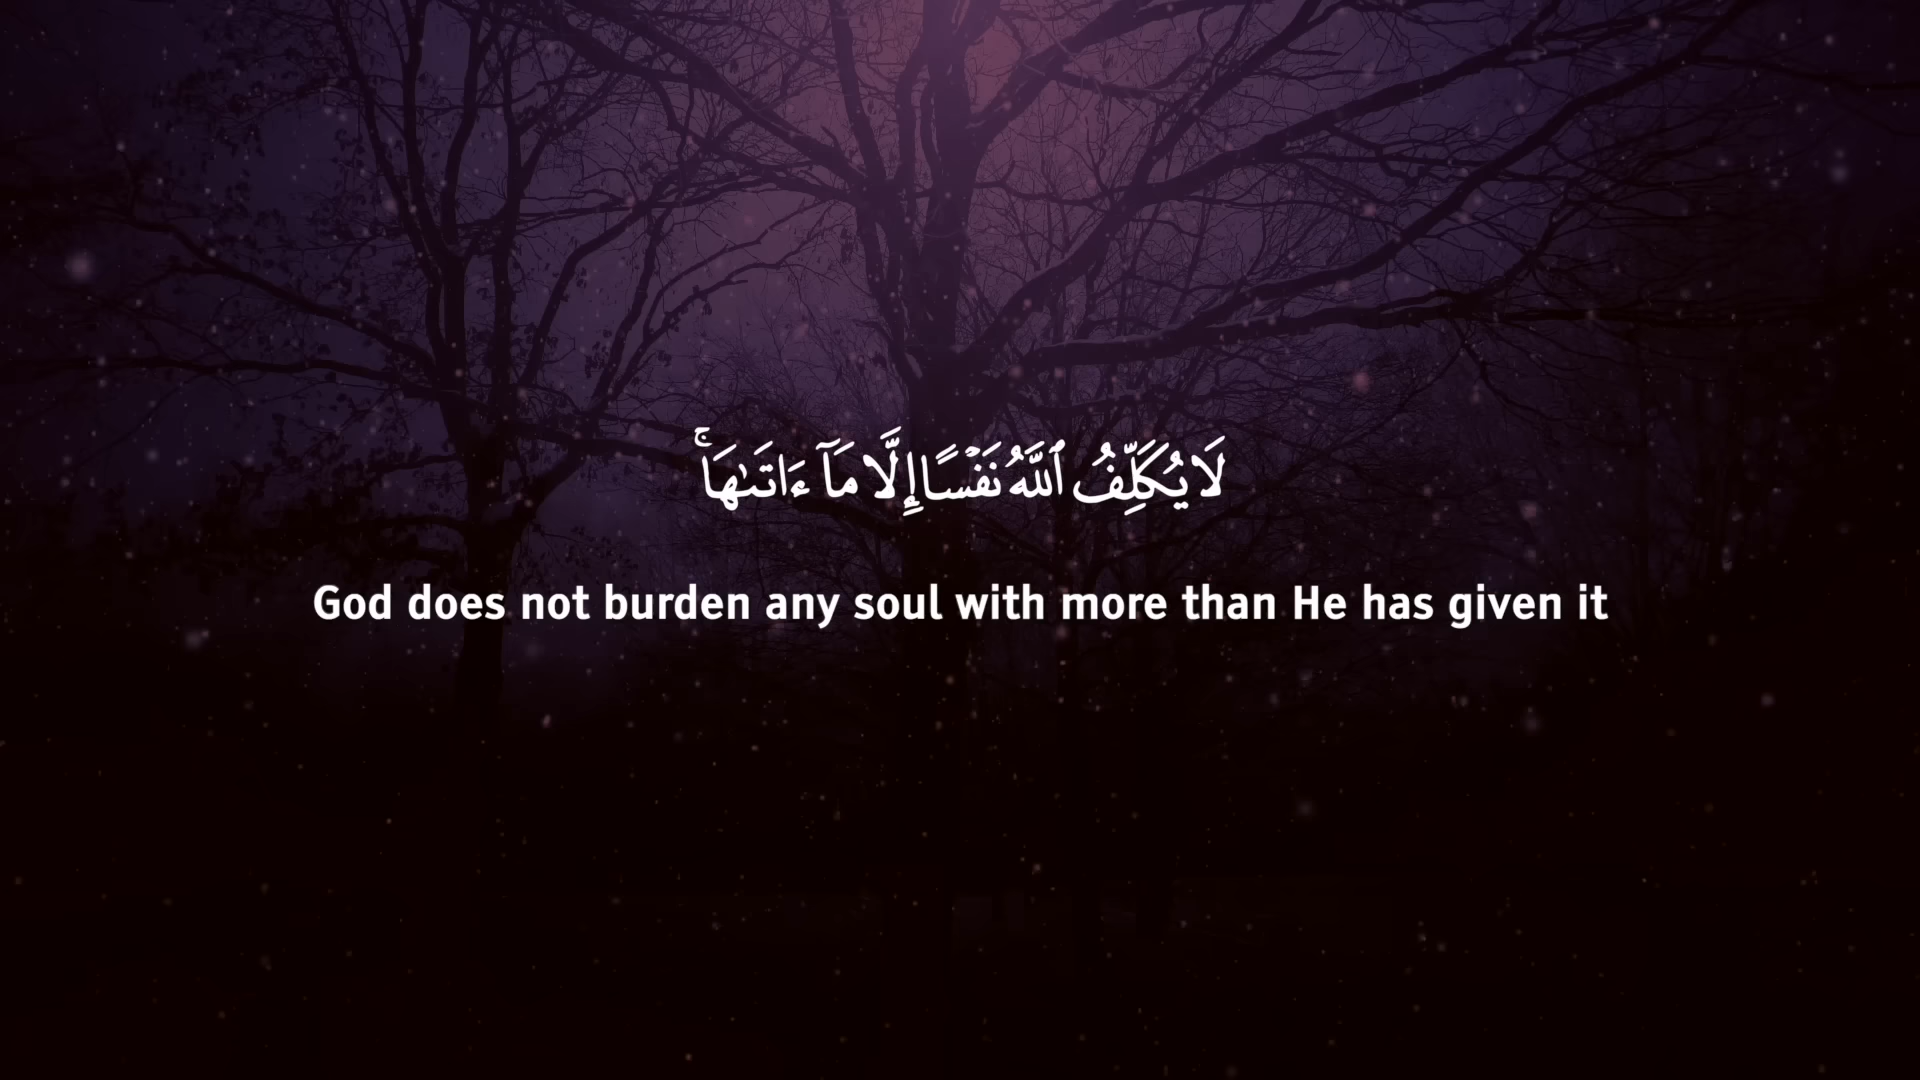 لَا يُكَلِّفُ ٱللَّهُ نَفْسًا إِلَّا مَآ ءَاتَىٰهَا ۚ
God does not burden any soul with more than He has given it